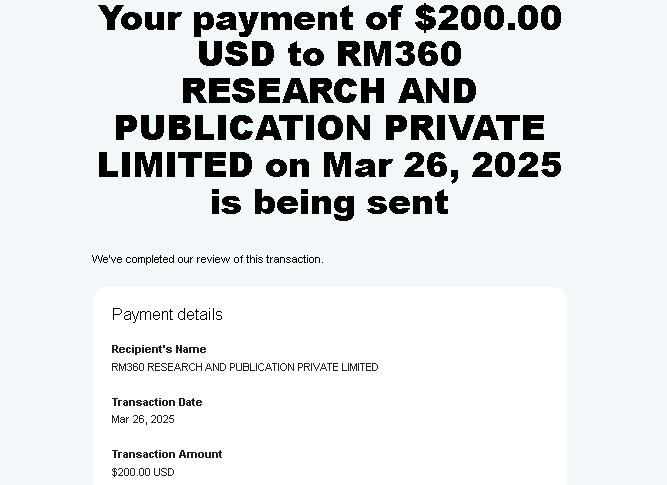 Your payment of $200.00
USD to RM360
RESEARCH AND
PUBLICATION PRIVATE
LIMITED on Mar 26, 2025
is being sent
We've completed our review of this transaction.
Payment details
Recipient's Name
RM360 RESEARCH AND PUBLICATION PRIVATE LIMITED
Transaction Date
Mar 26, 2025
Transaction Amount
$200.00 USD